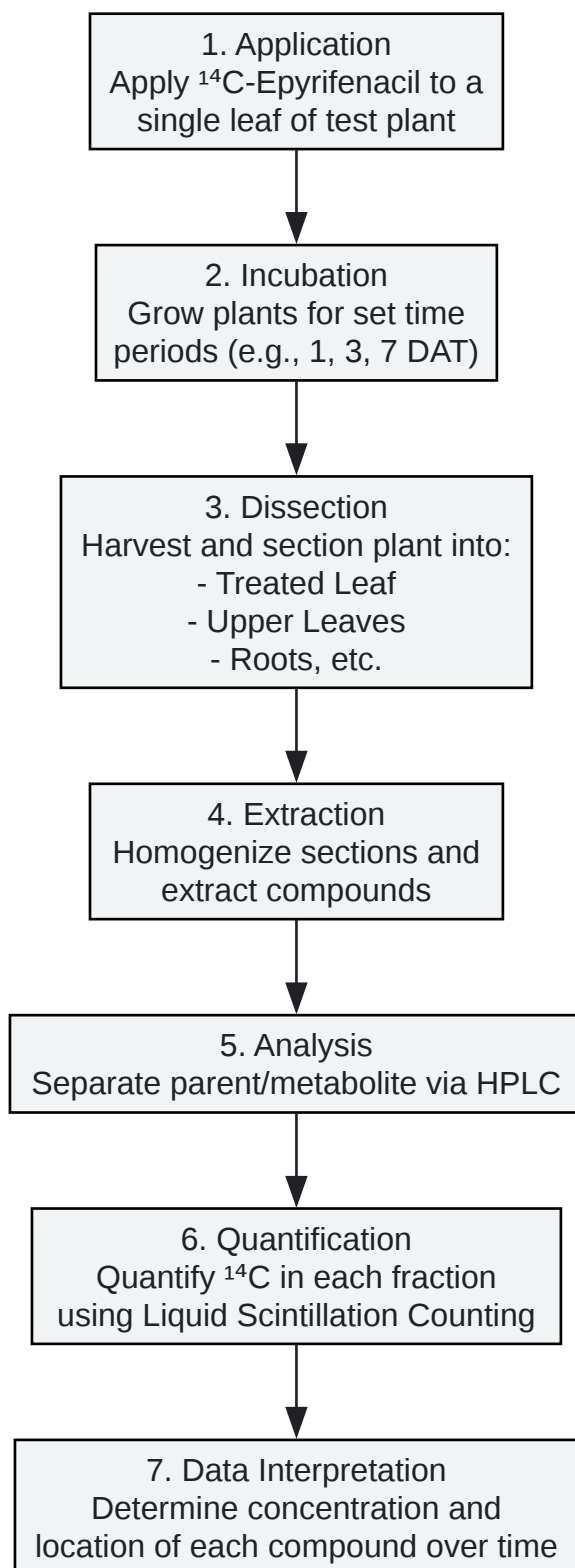 1. Application
Apply ¹⁴C-Epyrifenacil to a
single leaf of test plant
2. Incubation
Grow plants for set time
periods (e.g., 1, 3, 7 DAT)
3. Dissection
Harvest and section plant into:
- Treated Leaf
- Upper Leaves
- Roots, etc.
4. Extraction
Homogenize sections and
extract compounds
5. Analysis
Separate parent/metabolite via HPLC
6. Quantification
Quantify ¹⁴C in each fraction
using Liquid Scintillation Counting
7. Data Interpretation
Determine concentration and
location of each compound over time